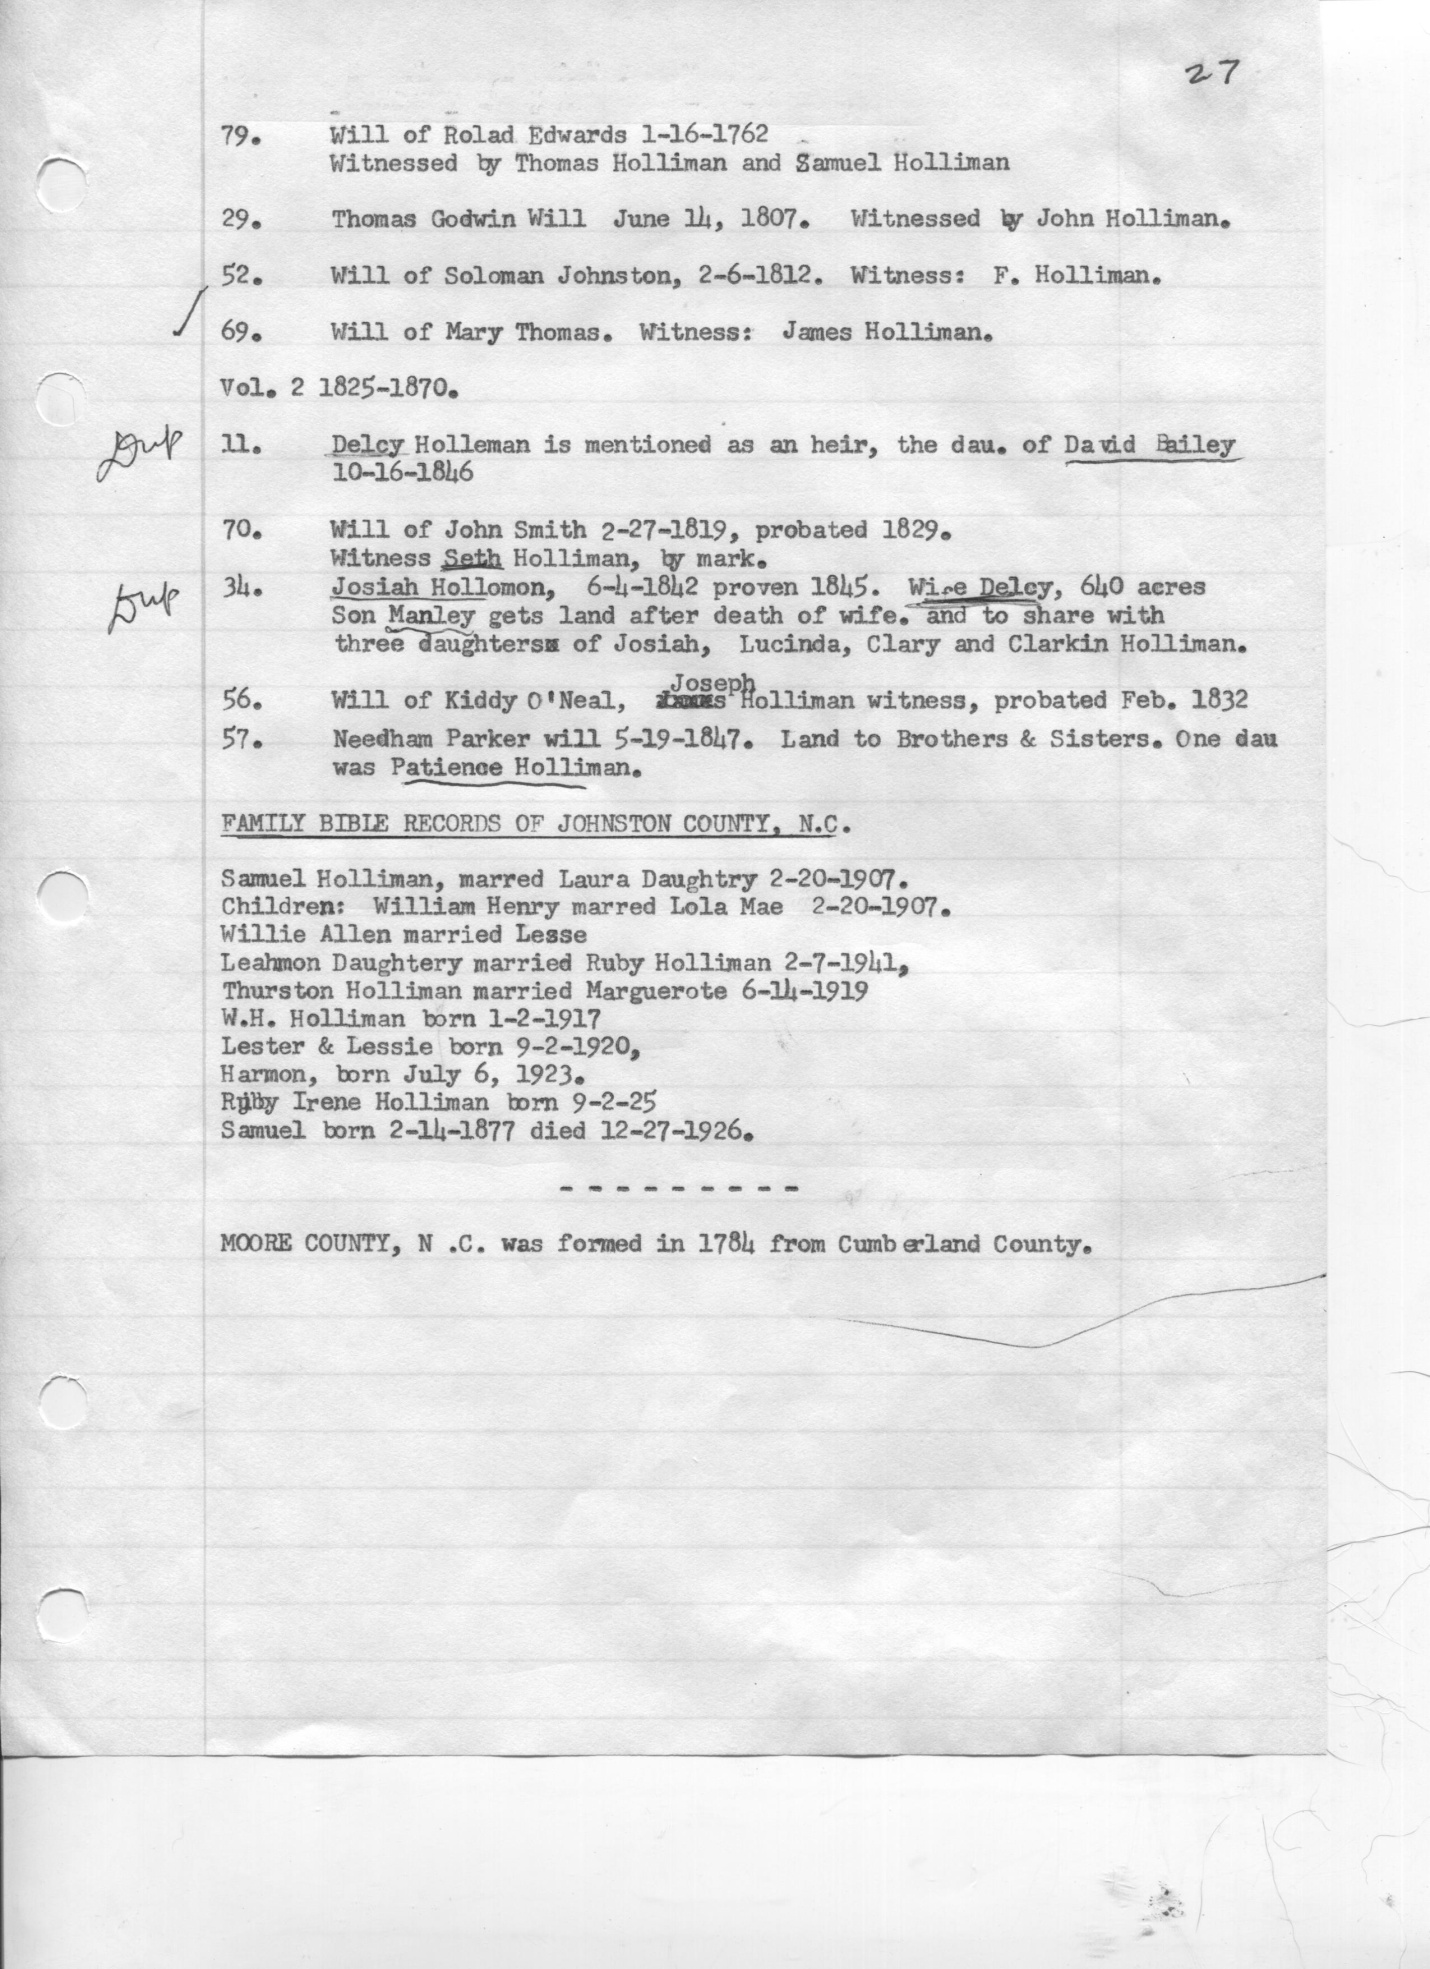 27
79. Will of Rolad Edwards 1-16-1762
Witnessed by Thomas Holliman and Samuel Holliman
29. Thomas Godwin Will June 14, 1807. Witnessed by John Holliman.
52. Will of Soloman Johnston, 2-6-1812. Witness: F. Holliman.
69. Will of Mary Thomas. Witness: James Holliman.
Vol. 2 1825-1870.
Dup 11. Delcy Holleman is mentioned as an heir, the dau. of David Bailey
10-16-1846
70. Will of John Smith 2-27-1819, probated 1829.
Witness Seth Holliman, by mark.
Dup 34. Josiah Hollomon, 6-4-1842 proven 1845. Wife Delcy, 640 acres
Son Manley gets land after death of wife. and to share with
three daughters of Josiah, Lucinda, Clary and Clarkin Holliman.
Joseph
56. Will of Kiddy O'Neal, Holliman witness, probated Feb. 1832
57. Needham Parker will 5-19-1847. Land to Brothers & Sisters. One dau
was Patience Holliman.
FAMILY BIBLE RECORDS OF JOHNSTON COUNTY, N.C.
Samuel Holliman, marred Laura Daughtry 2-20-1907.
Children: William Henry marred Lola Mae 2-20-1907.
Willie Allen married Lesse
Leahmon Daughtery married Ruby Holliman 2-7-1941,
Thurston Holliman married Marguerote 6-14-1919
W.H. Holliman born 1-2-1917
Lester & Lessie born 9-2-1920,
Harmon, born July 6, 1923.
Ruby Irene Holliman born 9-2-25
Samuel born 2-14-1877 died 12-27-1926.
- - - - - - - - -
MOORE COUNTY, N .C. was formed in 1784 from Cumberland County.